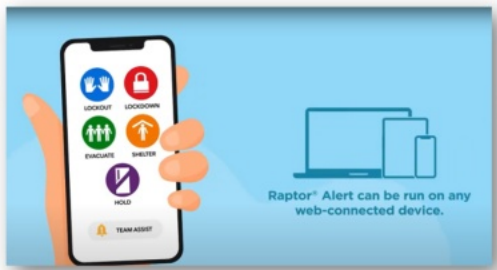 LOCKOUT LOCKDOWN
EVACUATE SHELTER
HOLD
TEAM ASSIST
Raptor® Alert can be run on any
web-connected device.